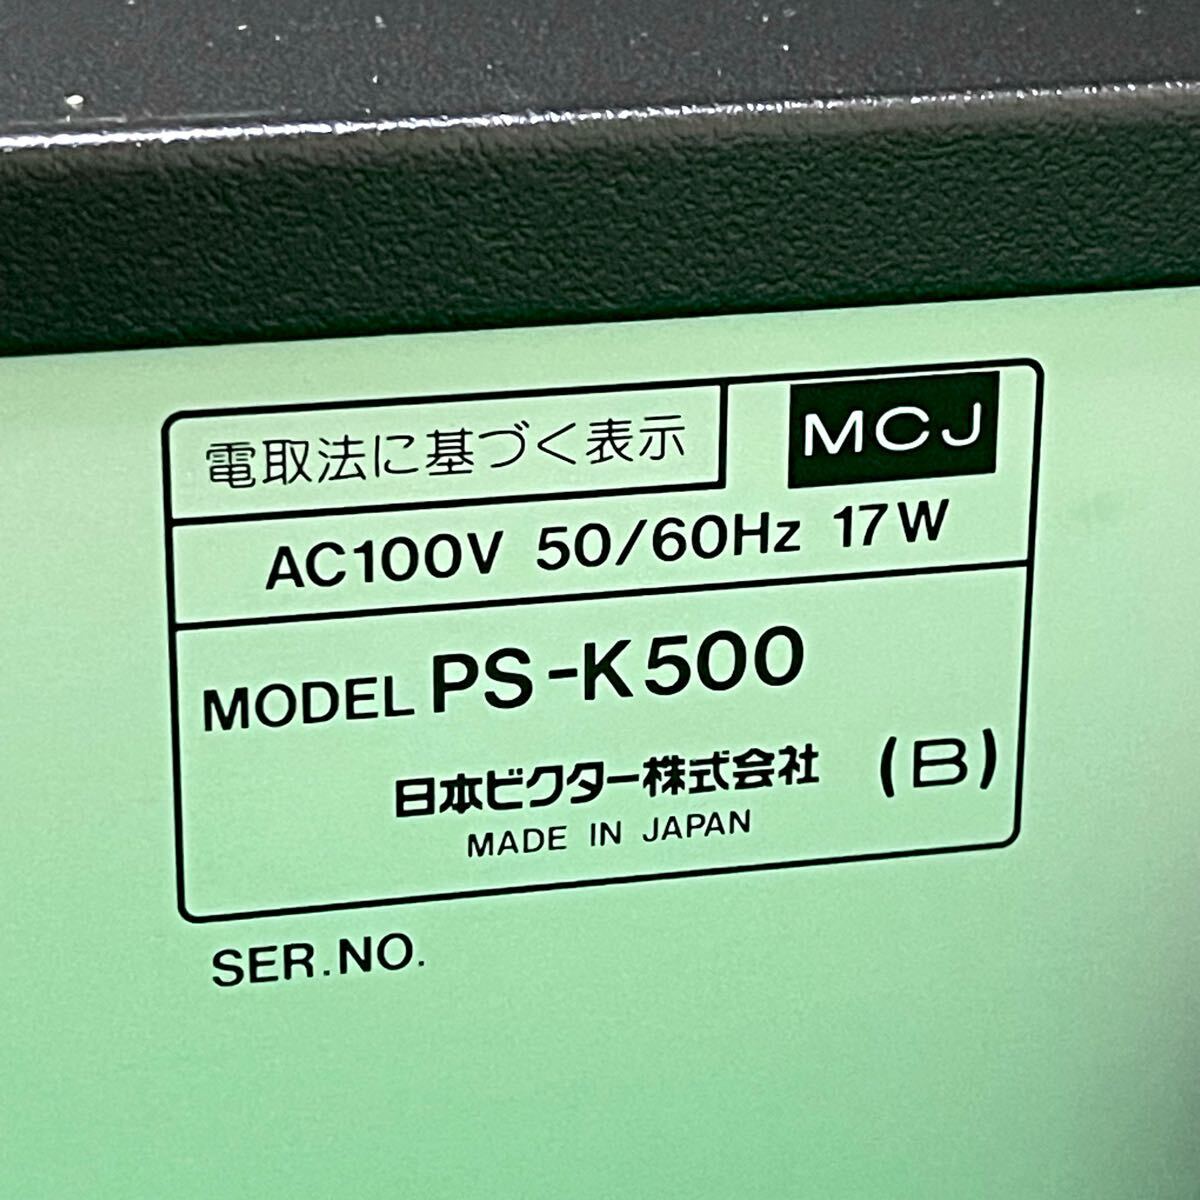 電取法に基づく表示 MCJ
AC100V 50/60Hz 17W
MODEL PS-K500
日本ビクター株式会社 (B)
MADE IN JAPAN
SER.NO.